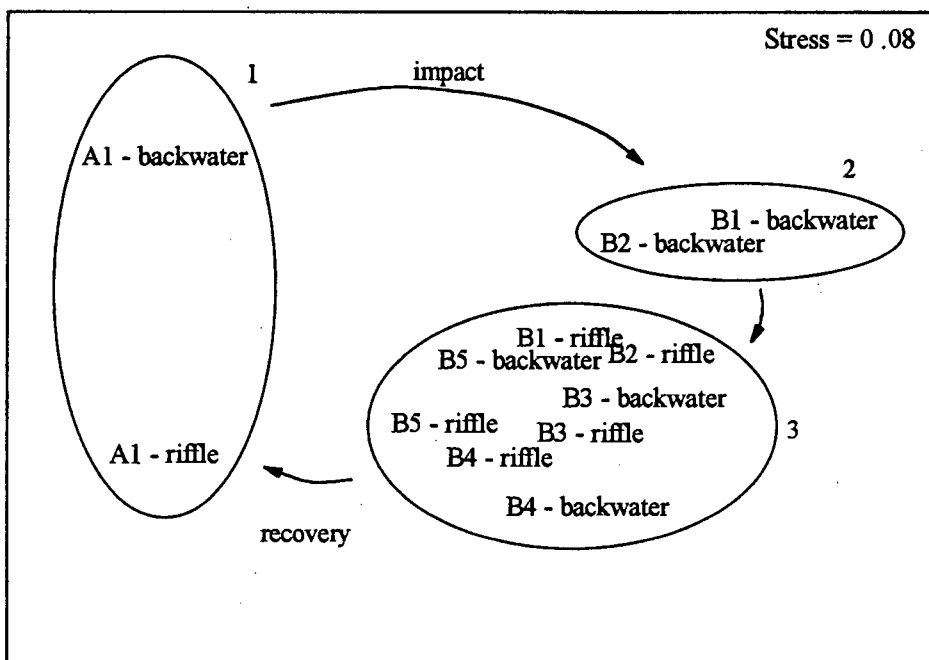 Stress = 0 .08
1
impact
A1 - backwater
2
B1 - backwater
B2 - backwater
B1 - riffle
B5 - backwater
B2 - riffle
B3 - backwater
B5 - riffle
B3 - riffle
3
A1 - riffle
B4 - riffle
B4 - backwater
recovery